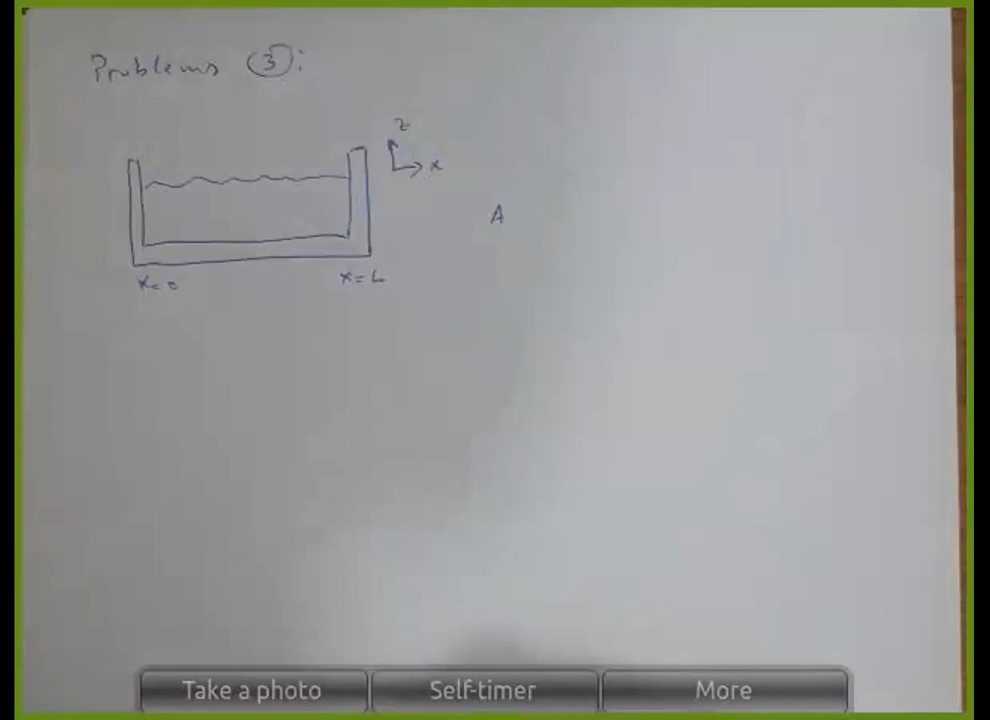 Problems (3):
z
x
A
x=0 x=L
Take a photo Self-timer More